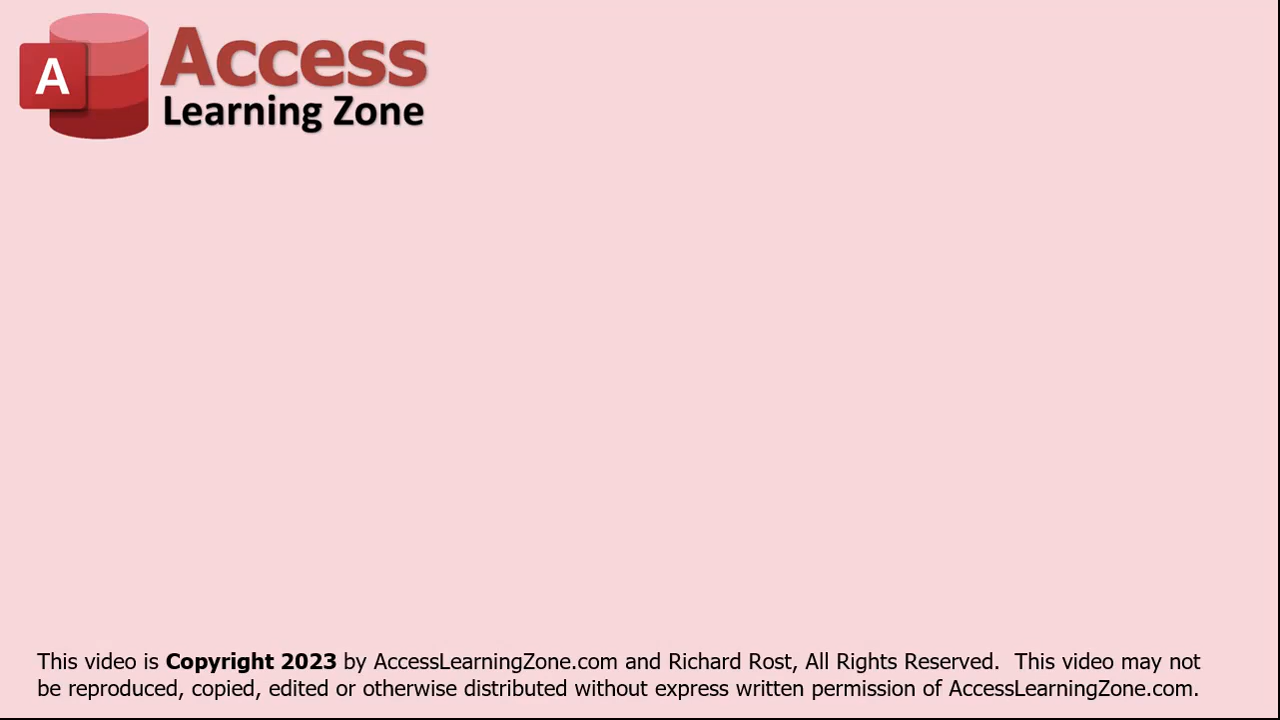 A
Access
Learning Zone
This video is Copyright 2023 by AccessLearningZone.com and Richard Rost, All Rights Reserved.  This video may not
be reproduced, copied, edited or otherwise distributed without express written permission of AccessLearningZone.com.